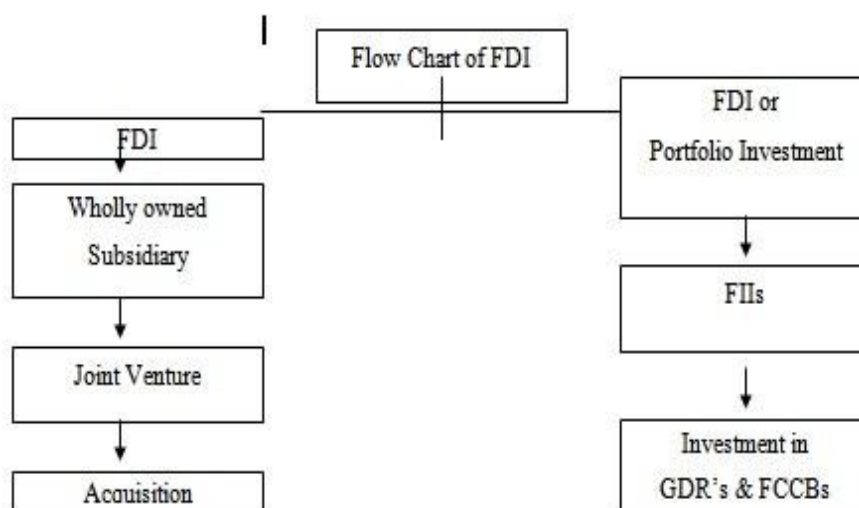 Flow Chart of FDI
FDI
Wholly owned
Subsidiary
Joint Venture
Acquisition
FDI or
Portfolio Investment
FIIs
Investment in
GDR's & FCCBs